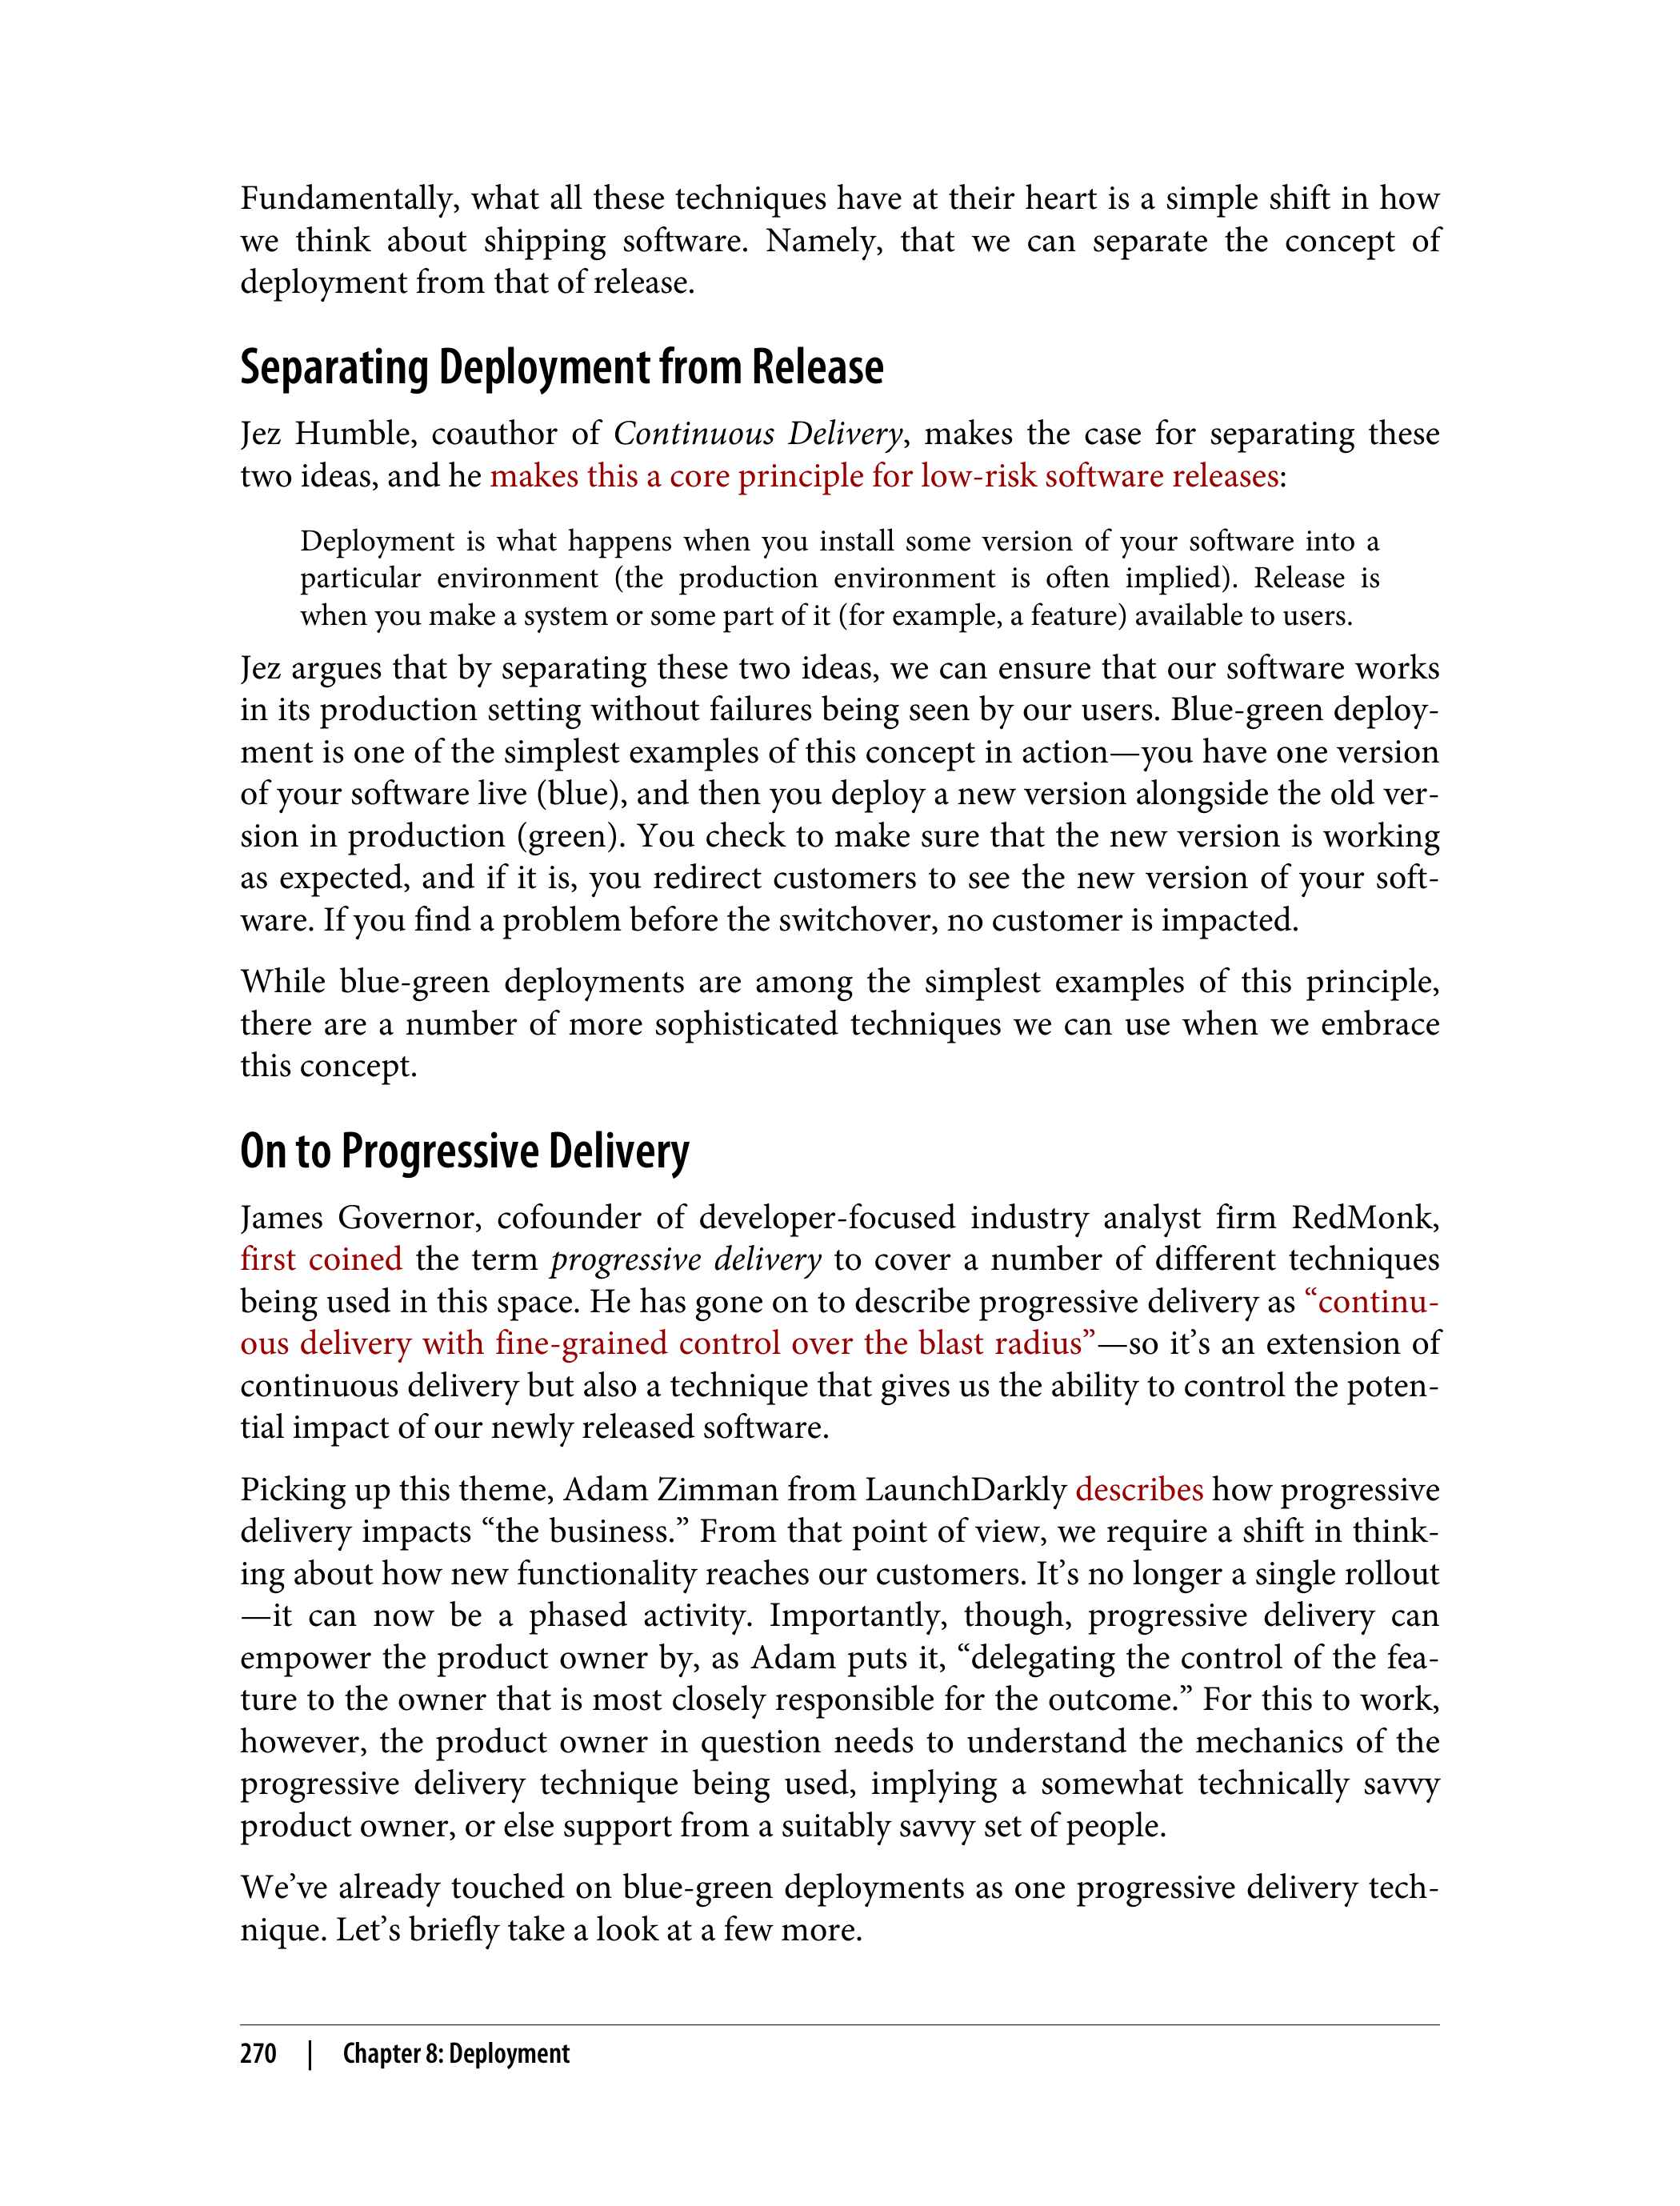 Fundamentally, what all these techniques have at their heart is a simple shift in how
we think about shipping software. Namely, that we can separate the concept of
deployment from that of release.
Separating Deployment from Release
Jez Humble, coauthor of Continuous Delivery, makes the case for separating these
two ideas, and he makes this a core principle for low-risk software releases:
Deployment is what happens when you install some version of your software into a
particular environment (the production environment is often implied). Release is
when you make a system or some part of it (for example, a feature) available to users.
Jez argues that by separating these two ideas, we can ensure that our software works
in its production setting without failures being seen by our users. Blue-green deploy-
ment is one of the simplest examples of this concept in action—you have one version
of your software live (blue), and then you deploy a new version alongside the old ver-
sion in production (green). You check to make sure that the new version is working
as expected, and if it is, you redirect customers to see the new version of your soft-
ware. If you find a problem before the switchover, no customer is impacted.
While blue-green deployments are among the simplest examples of this principle,
there are a number of more sophisticated techniques we can use when we embrace
this concept.
On to Progressive Delivery
James Governor, cofounder of developer-focused industry analyst firm RedMonk,
first coined the term progressive delivery to cover a number of different techniques
being used in this space. He has gone on to describe progressive delivery as “continu-
ous delivery with fine-grained control over the blast radius”—so it’s an extension of
continuous delivery but also a technique that gives us the ability to control the poten-
tial impact of our newly released software.
Picking up this theme, Adam Zimman from LaunchDarkly describes how progressive
delivery impacts “the business.” From that point of view, we require a shift in think-
ing about how new functionality reaches our customers. It’s no longer a single rollout
—it can now be a phased activity. Importantly, though, progressive delivery can
empower the product owner by, as Adam puts it, “delegating the control of the fea-
ture to the owner that is most closely responsible for the outcome.” For this to work,
however, the product owner in question needs to understand the mechanics of the
progressive delivery technique being used, implying a somewhat technically savvy
product owner, or else support from a suitably savvy set of people.
We’ve already touched on blue-green deployments as one progressive delivery tech-
nique. Let’s briefly take a look at a few more.
270 | Chapter 8: Deployment